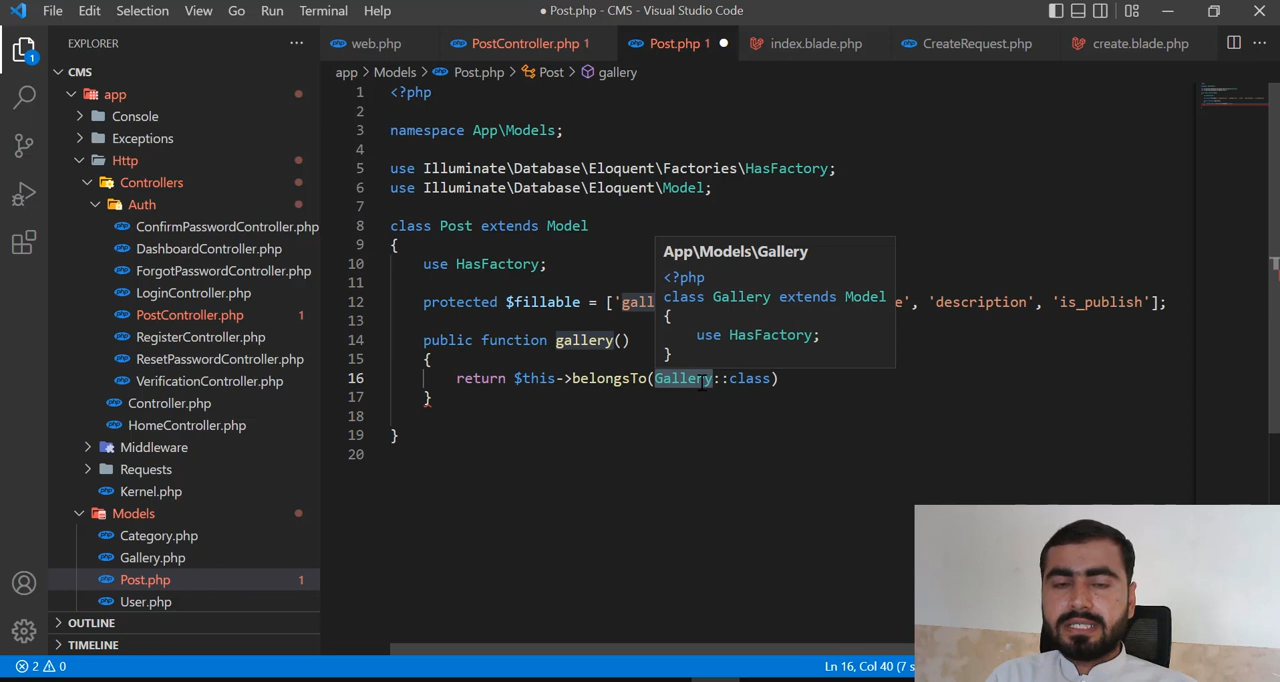 File Edit Selection View Go Run Terminal Help
● Post.php - CMS - Visual Studio Code
EXPLORER
1
CMS
app
Console
Exceptions
Http
Controllers
Auth
ConfirmPasswordController.php
DashboardController.php
ForgotPasswordController.php
LoginController.php
PostController.php 1
RegisterController.php
ResetPasswordController.php
VerificationController.php
Controller.php
HomeController.php
Middleware
Requests
Kernel.php
Models
Category.php
Gallery.php
Post.php 1
User.php
OUTLINE
TIMELINE
web.php PostController.php 1 Post.php 1 ● index.blade.php CreateRequest.php create.blade.php
app > Models > Post.php > Post > gallery
1 <?php
2
3 namespace App\Models;
4
5 use Illuminate\Database\Eloquent\Factories\HasFactory;
6 use Illuminate\Database\Eloquent\Model;
7
8 class Post extends Model
9 {
10 use HasFactory;
11
12 protected $fillable = ['gall e', 'description', 'is_publish'];
13
14 public function gallery()
15 {
16 return $this->belongsTo(Gallery::class)
17 }
18
19 }
20
App\Models\Gallery
<?php
class Gallery extends Model
{
use HasFactory;
}
2 0
Ln 16, Col 40 (7 s